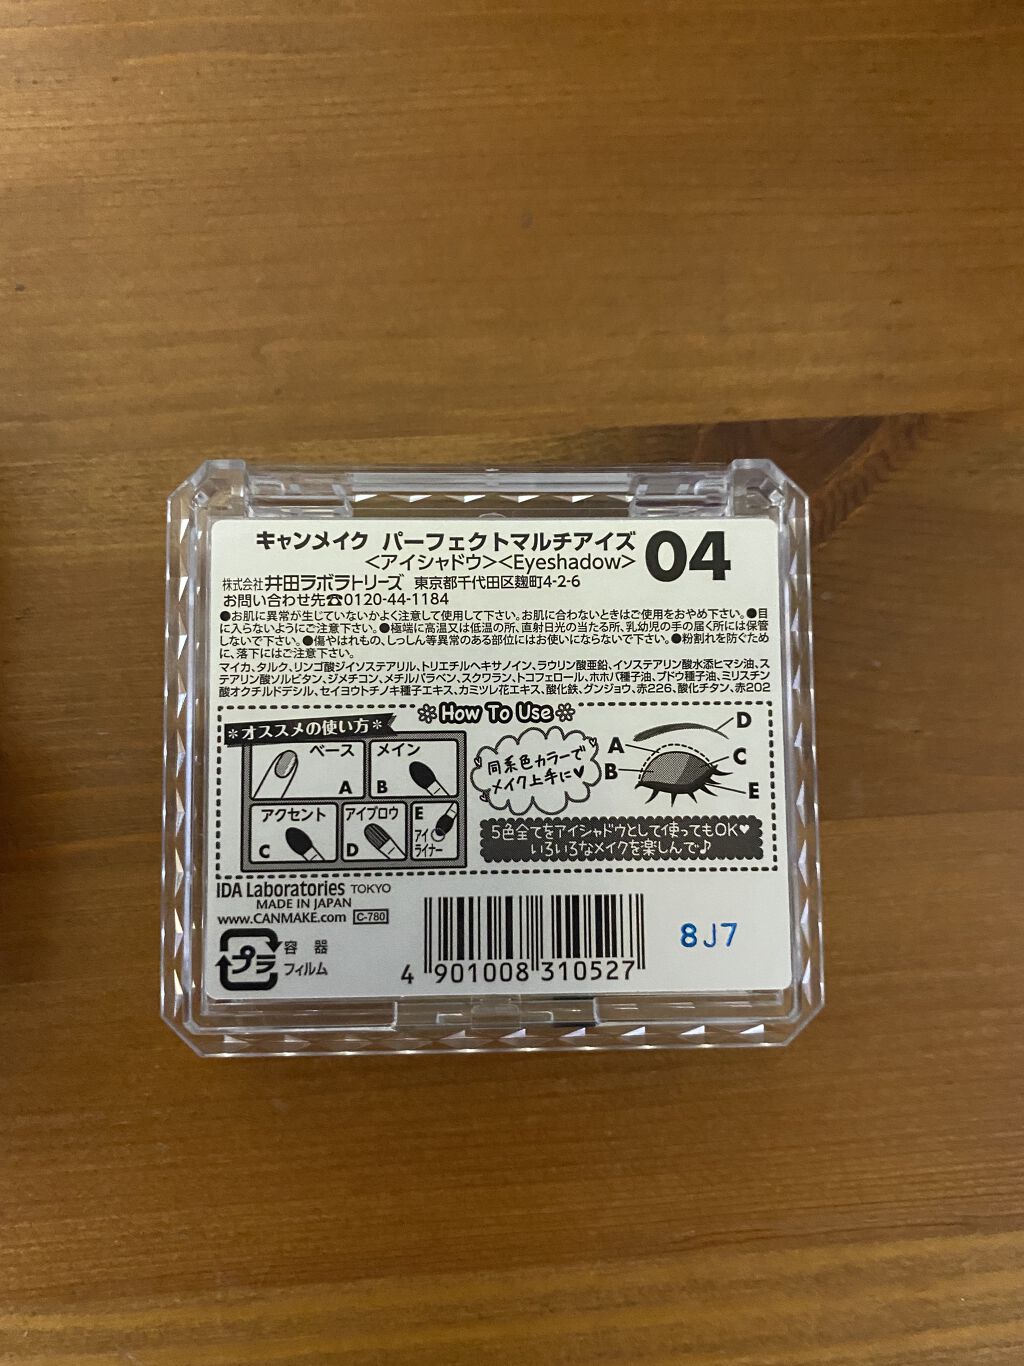 キャンメイク パーフェクトマルチアイズ
<アイシャドウ><Eyeshadow>
04
株式会社井田ラボラトリーズ 東京都千代田区麹町4-2-6
お問い合わせ先☎0120-44-1184
●お肌に異常が生じていないかよく注意して使用して下さい。お肌に合わないときはご使用をおやめ下さい。●目
に入らないようにご注意下さい。●極端に高温又は低温の所、直射日光の当たる所、乳幼児の手の届く所には保管
しないで下さい。●傷やはれもの、しっしん等異常のある部位にはお使いにならないで下さい。●粉割れを防ぐため
に、落下にはご注意下さい。
マイカ、タルク、リンゴ酸ジイソステアリル、トリエチルヘキサノイン、ラウリン酸亜鉛、イソステアリン酸水添ヒマシ油、ス
テアリン酸ソルビタン、ジメチコン、メチルパラベン、スクワラン、トコフェロール、ホホバ種子油、ブドウ種子油、ミリスチン
酸オクチルドデシル、セイヨウトチノキ種子エキス、カミツレ花エキス、酸化鉄、グンジョウ、赤226、酸化チタン、赤202
How To Use
オススメの使い方
ベース
A
メイン
B
アクセント
C
アイブロウ
D
E
アイ
ライナー
同系色カラーで
メイク上手に♥
A
B
D
C
E
5色全てをアイシャドウとして使ってもOK♥
いろいろなメイクを楽しんで♪
IDA Laboratories TOKYO
MADE IN JAPAN
www.CANMAKE.com C-780
プラ
容器
フィルム
4 901008 310527
8J7